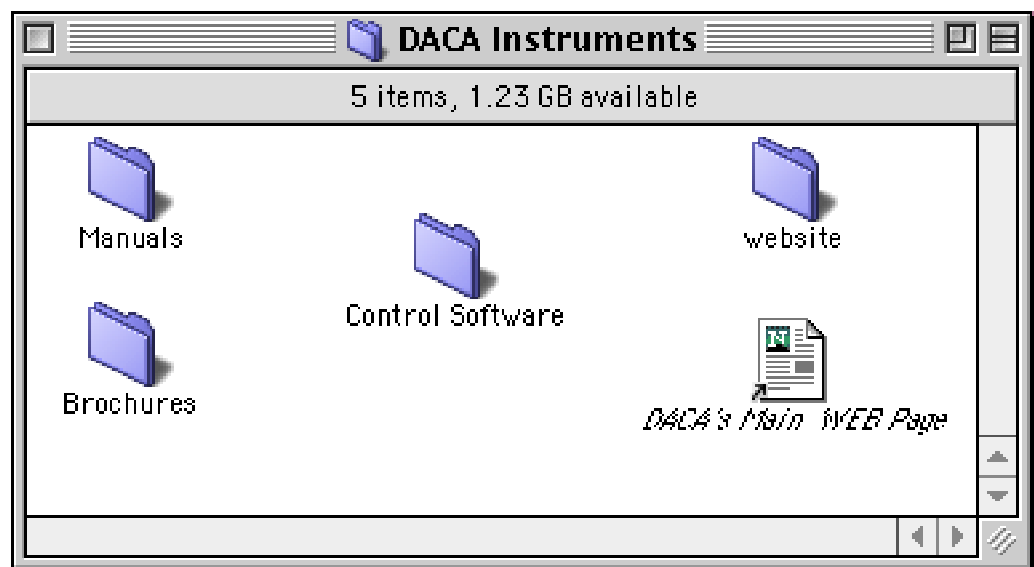 DACA Instruments
5 items, 1.23 GB available
Manuals
website
Control Software
Brochures
N
DACA's Main WEB Page